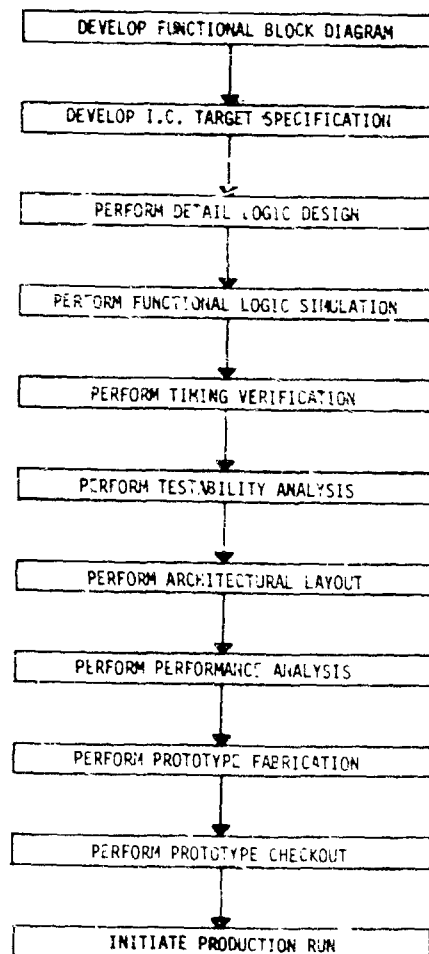 DEVELOP FUNCTIONAL BLOCK DIAGRAM
DEVELOP I.C. TARGET SPECIFICATION
PERFORM DETAIL LOGIC DESIGN
PERFORM FUNCTIONAL LOGIC SIMULATION
PERFORM TIMING VERIFICATION
PERFORM TESTABILITY ANALYSIS
PERFORM ARCHITECTURAL LAYOUT
PERFORM PERFORMANCE ANALYSIS
PERFORM PROTOTYPE FABRICATION
PERFORM PROTOTYPE CHECKOUT
INITIATE PRODUCTION RUN